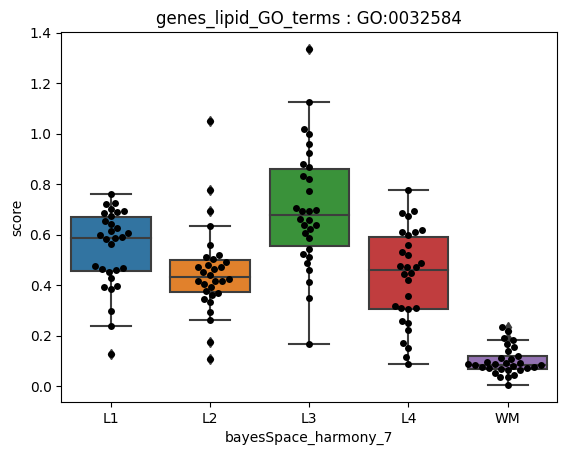 genes_lipid_GO_terms : GO:0032584
1.4
1.2
1.0
0.8
0.6
0.4
0.2
0.0
score
L1 L2 L3 L4 WM
bayesSpace_harmony_7